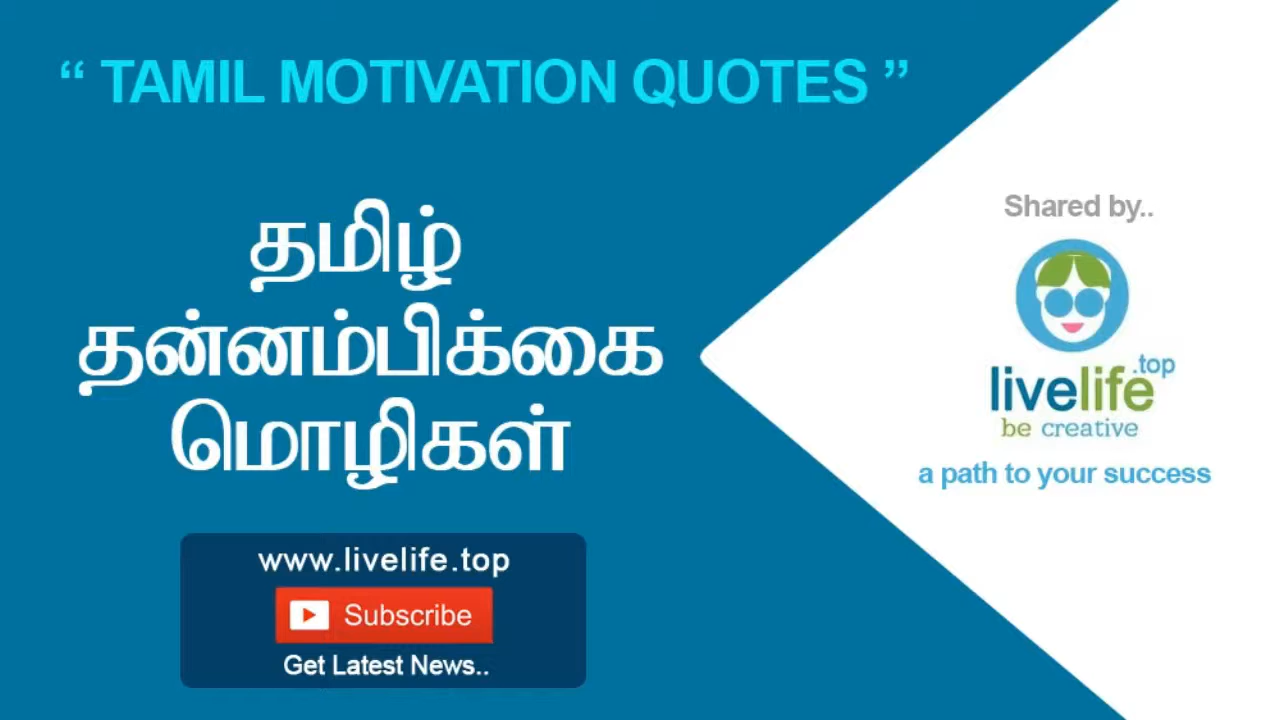 “ TAMIL MOTIVATION QUOTES ”
தமிழ்
தன்னம்பிக்கை
மொழிகள்
www.livelife.top
Subscribe
Get Latest News..
Shared by..
livelife.top
be creative
a path to your success